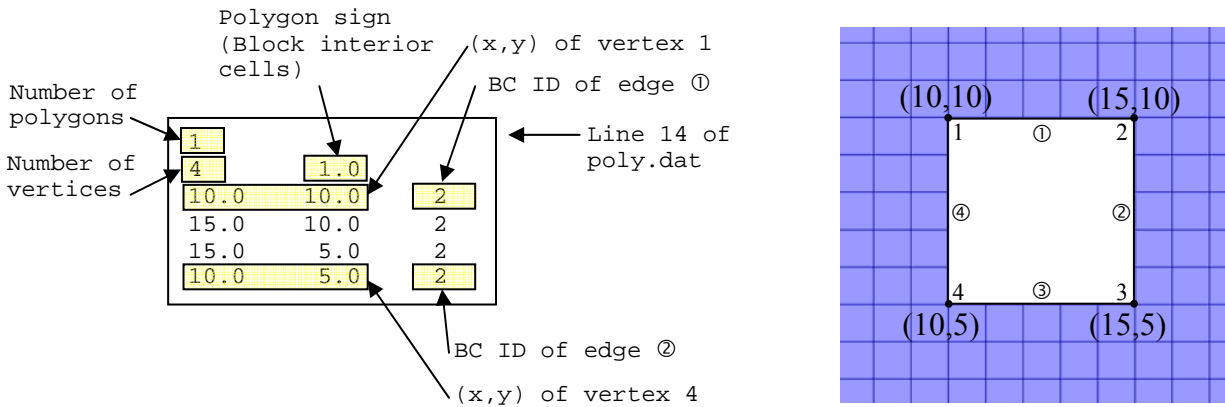 Polygon sign
(Block interior
cells)
(x,y) of vertex 1
BC ID of edge ①
Number of
polygons
Number of
vertices
Line 14 of
poly.dat
1
4 1.0
10.0 10.0 2
15.0 10.0 2
15.0 5.0 2
10.0 5.0 2
BC ID of edge ②
(x,y) of vertex 4
(10,10) (15,10)
1 ① 2
④ ②
4 ③ 3
(10,5) (15,5)